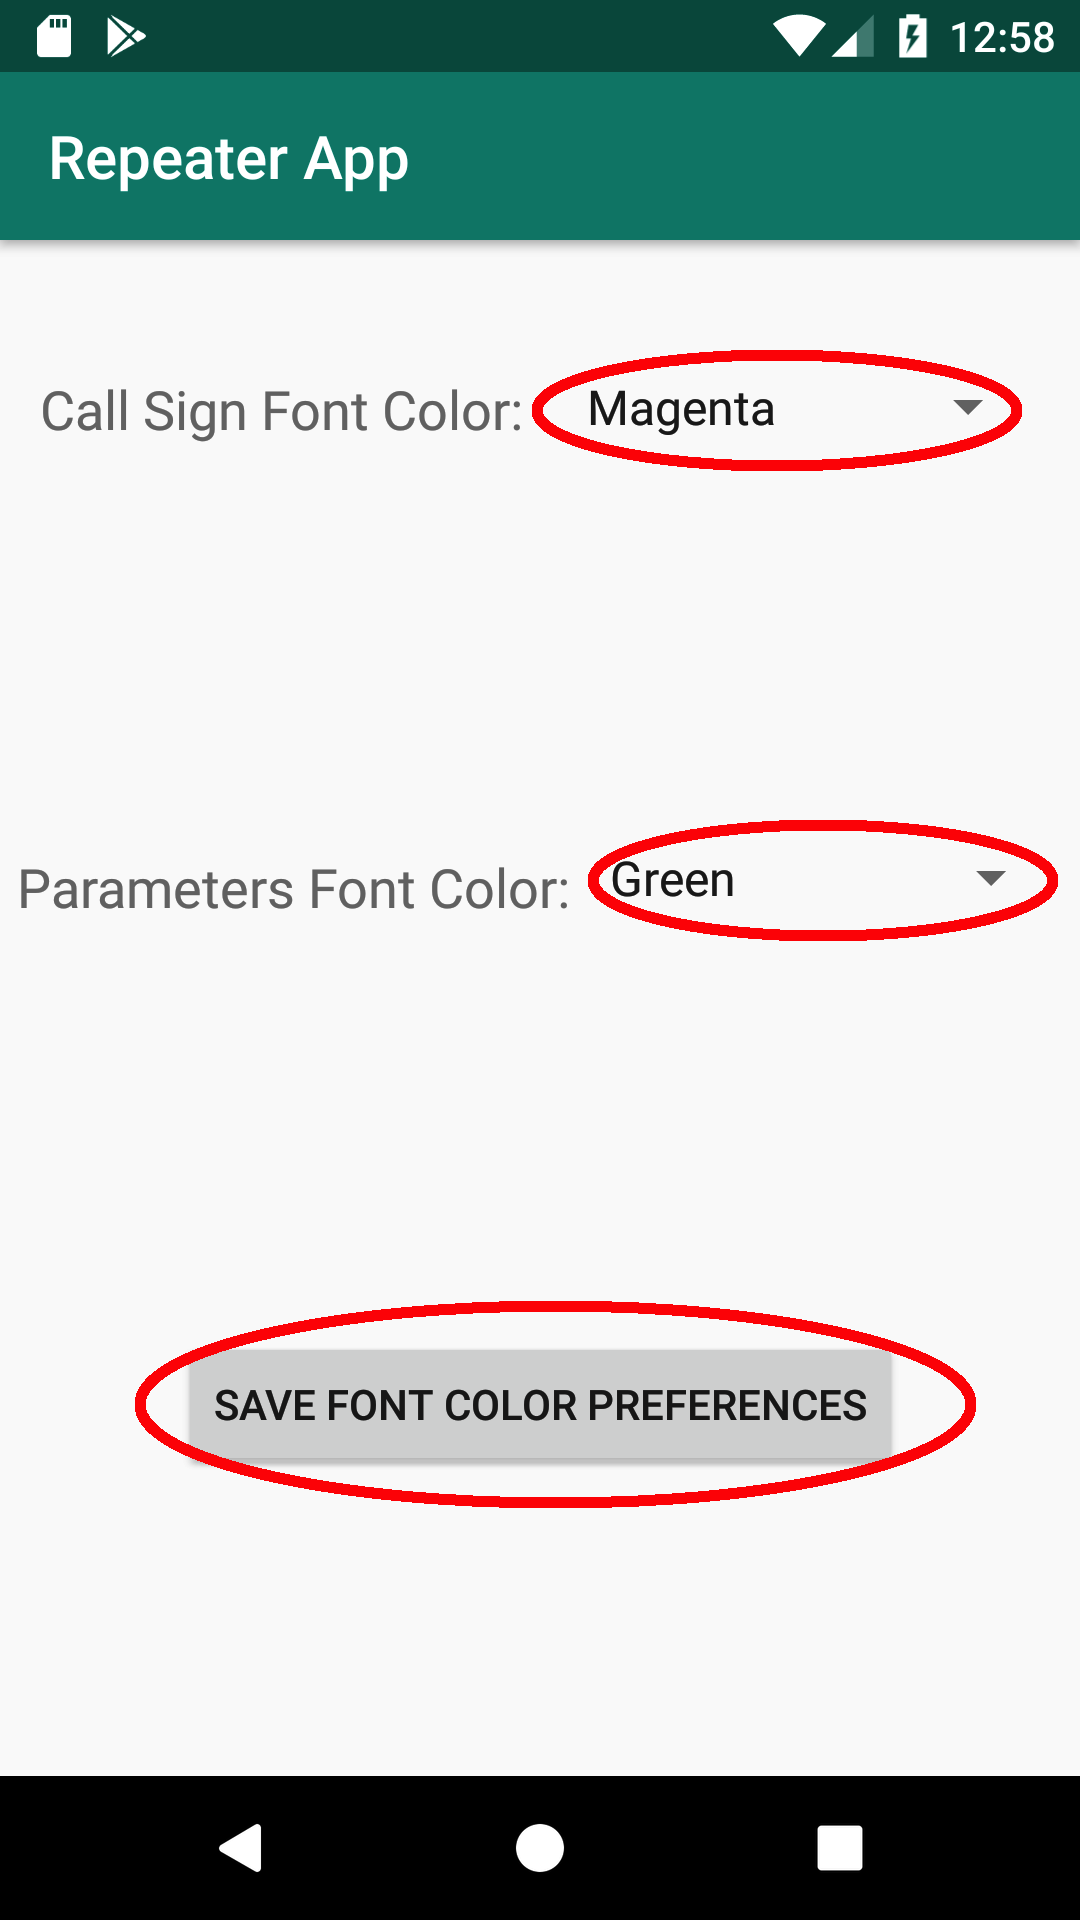 12:58
Repeater App
Call Sign Font Color: Magenta
Parameters Font Color: Green
SAVE FONT COLOR PREFERENCES